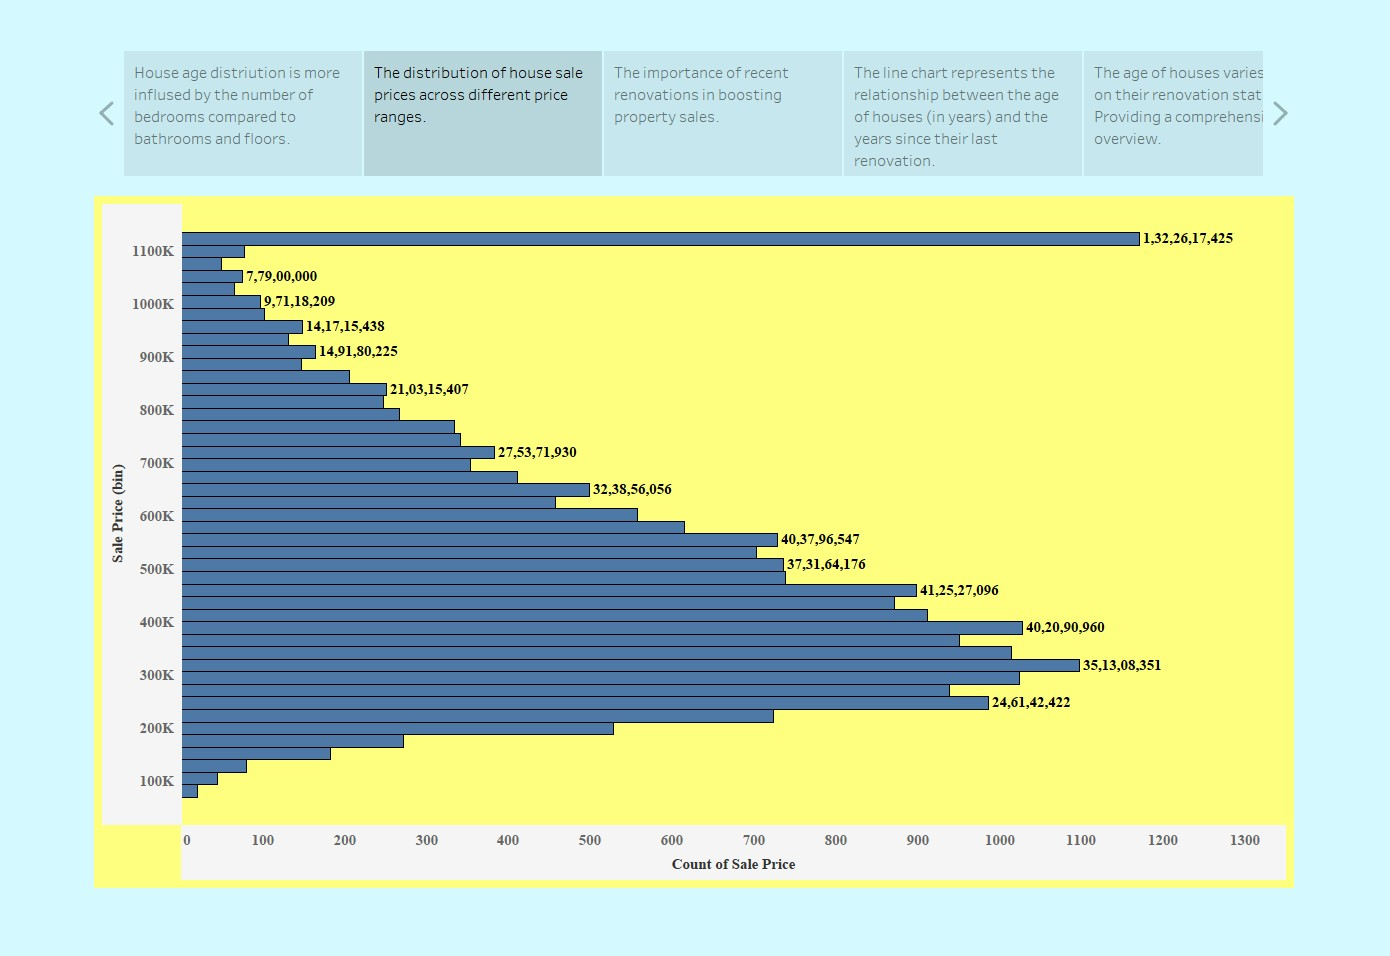 House age distriution is more
inflused by the number of
bedrooms compared to
bathrooms and floors.
The distribution of house sale
prices across different price
ranges.
The importance of recent
renovations in boosting
property sales.
The line chart represents the
relationship between the age
of houses (in years) and the
years since their last
renovation.
The age of houses varies
on their renovation stat
Providing a comprehensi
overview.
1100K
1,32,26,17,425
7,79,00,000
1000K
9,71,18,209
14,17,15,438
900K
14,91,80,225
21,03,15,407
800K
27,53,71,930
700K
32,38,56,056
Sale Price (bin)
600K
40,37,96,547
500K
37,31,64,176
41,25,27,096
400K
40,20,90,960
300K
35,13,08,351
24,61,42,422
200K
100K
0 100 200 300 400 500 600 700 800 900 1000 1100 1200 1300
Count of Sale Price